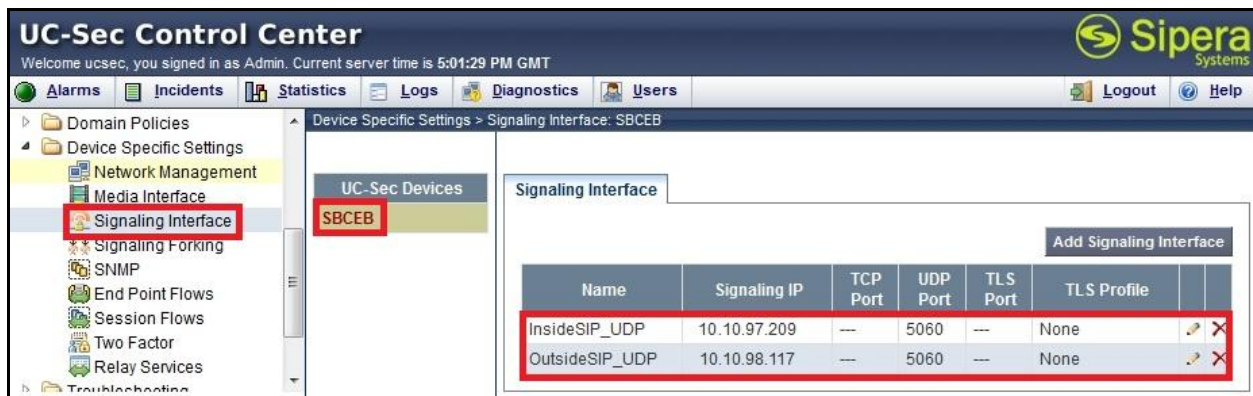 UC-Sec Control Center
Sipera
Systems
Welcome ucsec, you signed in as Admin. Current server time is 5:01:29 PM GMT
Alarms Incidents Statistics Logs Diagnostics Users Logout Help
Domain Policies
Device Specific Settings
Network Management
Media Interface
Signaling Interface
Signaling Forking
SNMP
End Point Flows
Session Flows
Two Factor
Relay Services
Troubleshooting
Device Specific Settings > Signaling Interface: SBCEB
UC-Sec Devices
SBCEB
Signaling Interface
Add Signaling Interface
Name Signaling IP TCP Port UDP Port TLS Port TLS Profile
InsideSIP_UDP 10.10.97.209 --- 5060 --- None
OutsideSIP_UDP 10.10.98.117 --- 5060 --- None